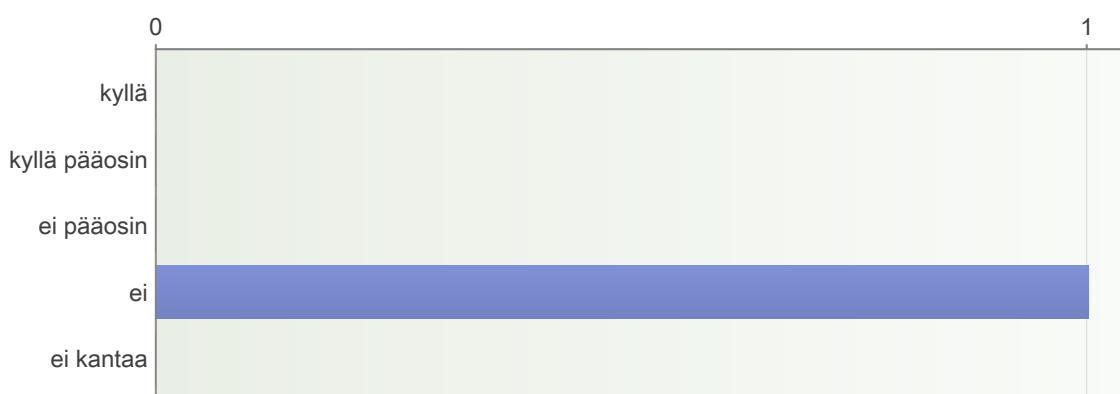 0 1
kyllä
kyllä pääosin
ei pääosin
ei
ei kantaa